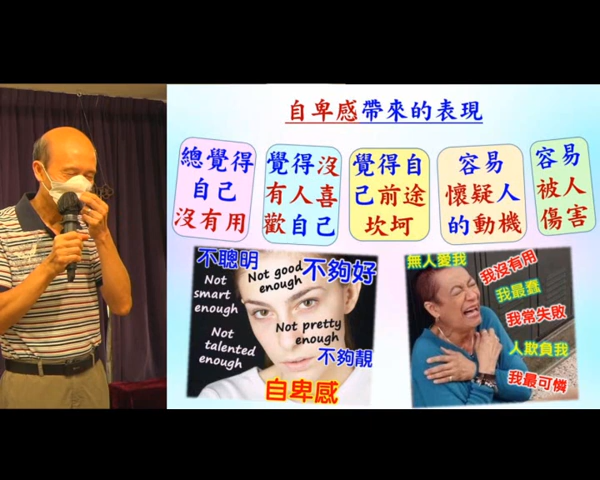 自卑感帶來的表現
總覺得
自己
沒有用
覺得沒
有人喜
歡自己
覺得自
己前途
坎坷
容易
懷疑人
的動機
容易
被人
傷害
不聰明
Not good
enough
不夠好
Not
smart
enough
Not pretty
enough
Not
talented
enough
不夠靚
自卑感
無人愛我
我沒有用
我最蠢
我常失敗
人欺負我
我最可憐